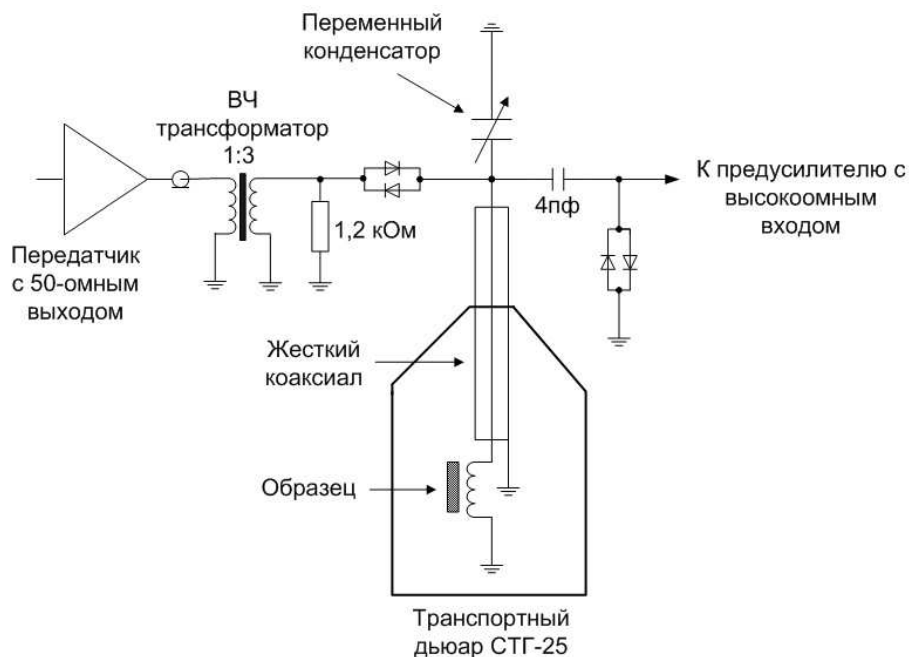 Переменный
конденсатор
ВЧ
трансформатор
1:3
К предусилителю с
высокоомным
входом
4пф
1,2 кОм
Передатчик
с 50-омным
выходом
Жесткий
коаксиал
Образец
Транспортный
дьюар СТГ-25